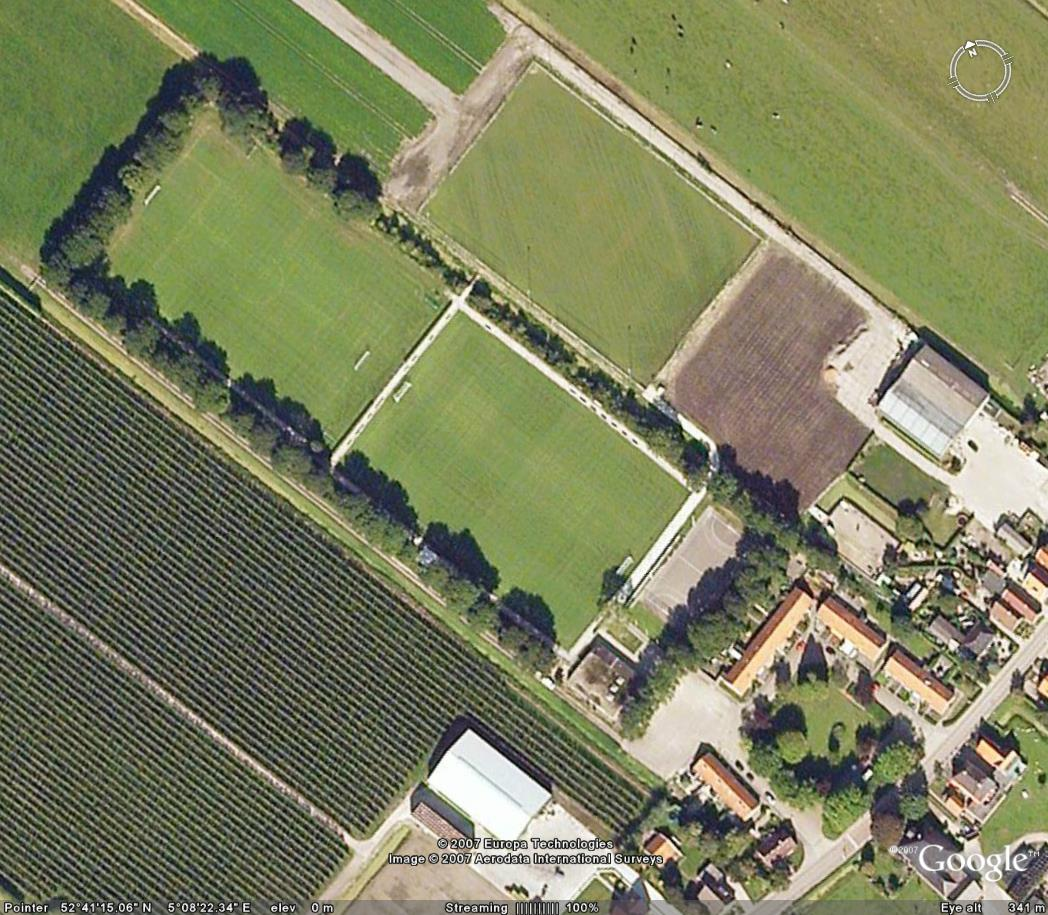 N
© 2007 Europa Technologies
Image © 2007 Aerodata International Surveys
©2007 Google™
Pointer 52°41'15.06" N 5°08'22.34" E elev 0 m Streaming |||||||||| 100% Eye alt 341 m